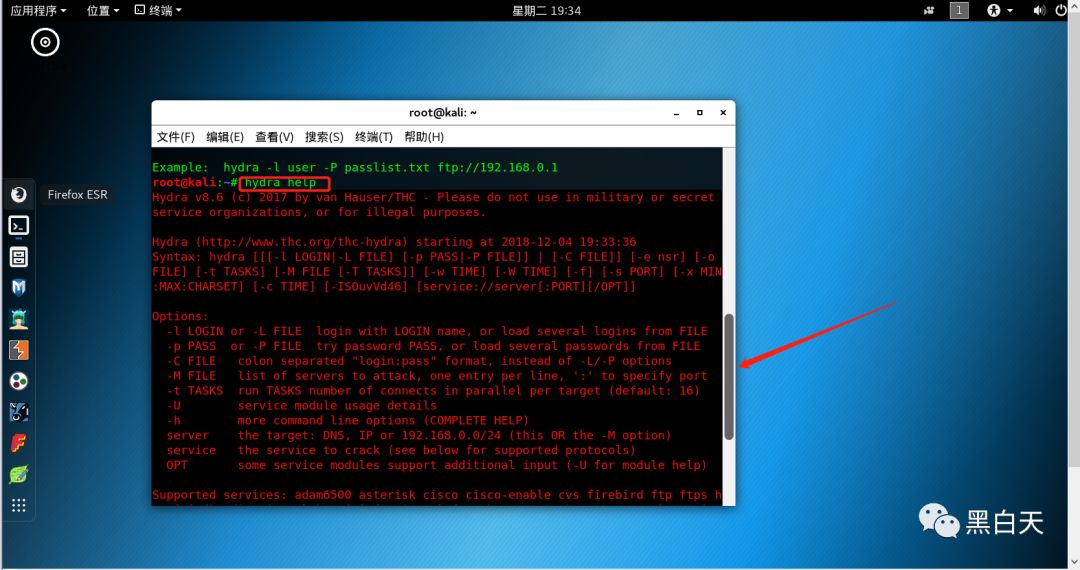 应用程序 位置 终端 星期二 19:34 1
root@kali: ~
文件(F) 编辑(E) 查看(V) 搜索(S) 终端(T) 帮助(H)
Example:  hydra -l user -P passlist.txt ftp://192.168.0.1
root@kali:~# hydra help
Hydra v8.6 (c) 2017 by van Hauser/THC - Please do not use in military or secret
service organizations, or for illegal purposes.
Hydra (http://www.thc.org/thc-hydra) starting at 2018-12-04 19:33:36
Syntax: hydra [[[-l LOGIN|-L FILE] [-p PASS|-P FILE]] | [-C FILE]] [-e nsr] [-o
FILE] [-t TASKS] [-M FILE [-T TASKS]] [-w TIME] [-W TIME] [-f] [-s PORT] [-x MIN
:MAX:CHARSET] [-c TIME] [-ISOuvVd46] [service://server[:PORT][/OPT]]
Options:
-l LOGIN or -L FILE  login with LOGIN name, or load several logins from FILE
-p PASS  or -P FILE  try password PASS, or load several passwords from FILE
-C FILE   colon separated "login:pass" format, instead of -L/-P options
-M FILE   list of servers to attack, one entry per line, ':' to specify port
-t TASKS  run TASKS number of connects in parallel per target (default: 16)
-U        service module usage details
-h        more command line options (COMPLETE HELP)
server    the target: DNS, IP or 192.168.0.0/24 (this OR the -M option)
service   the service to crack (see below for supported protocols)
OPT       some service modules support additional input (-U for module help)
Supported services: adam6500 asterisk cisco cisco-enable cvs firebird ftp ftps h
Firefox ESR
黑白天